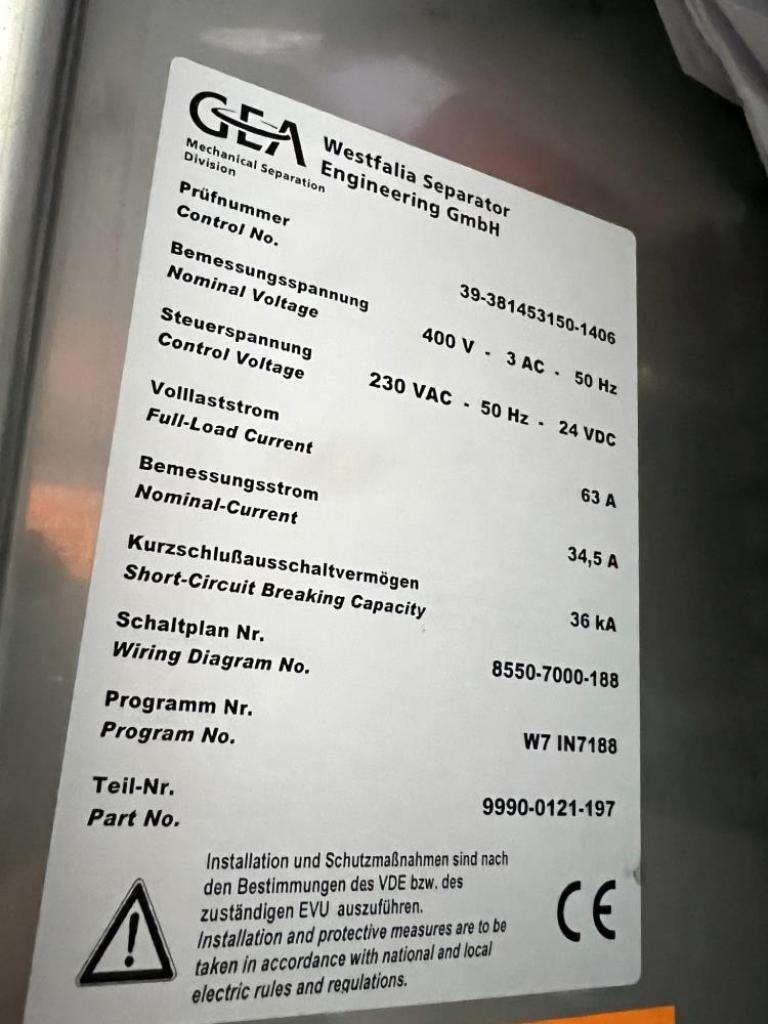 GEA
Mechanical Separation
Division
Westfalia Separator
Engineering GmbH
Prüfnummer
Control No.
39-381453150-1406
Bemessungsspannung
Nominal Voltage
400 V - 3 AC - 50 Hz
Steuerspannung
Control Voltage
230 VAC - 50 Hz - 24 VDC
Volllaststrom
Full-Load Current
63 A
Bemessungsstrom
Nominal-Current
34,5 A
Kurzschlußausschaltvermögen
Short-Circuit Breaking Capacity
36 kA
Schaltplan Nr.
Wiring Diagram No.
8550-7000-188
Programm Nr.
Program No.
W7 IN7188
Teil-Nr.
Part No.
9990-0121-197
Installation und Schutzmaßnahmen sind nach
den Bestimmungen des VDE bzw. des
zuständigen EVU auszuführen.
Installation and protective measures are to be
taken in accordance with national and local
electric rules and regulations.
!
CE